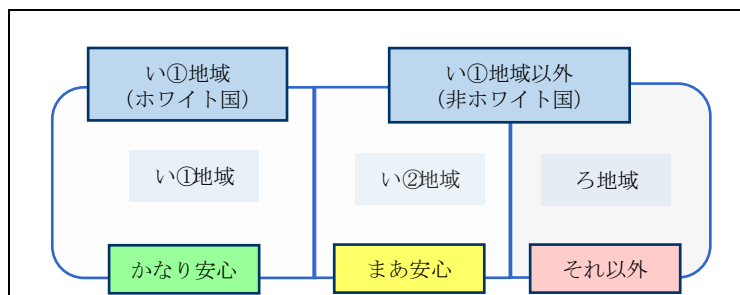 い①地域
（ホワイト国）
い①地域以外
（非ホワイト国）
い①地域
い②地域
ろ地域
かなり安心
まあ安心
それ以外